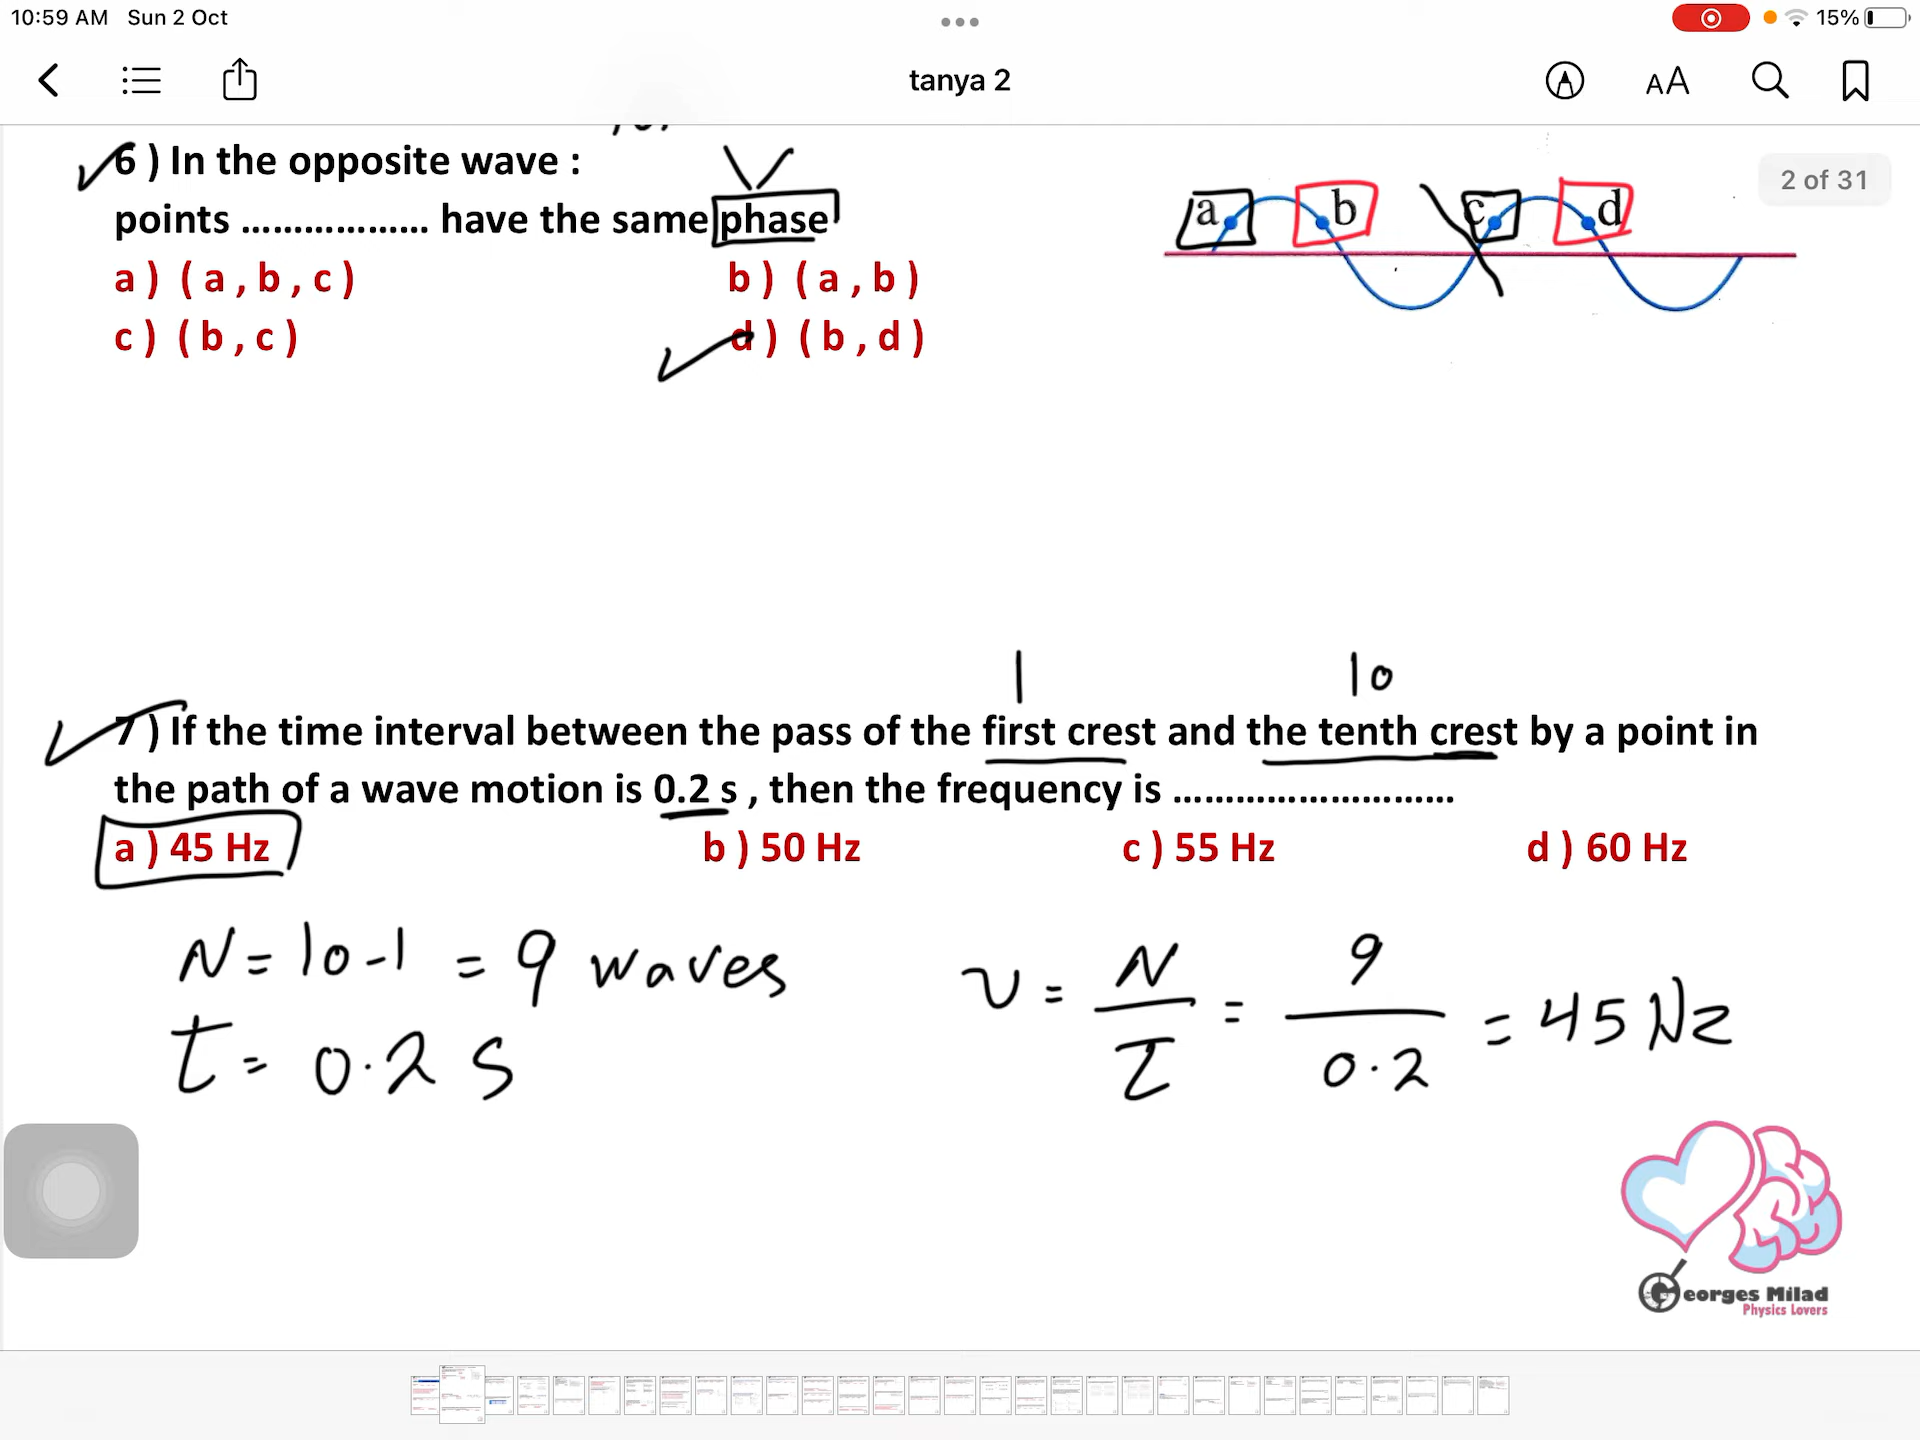 10:59 AM Sun 2 Oct
15%
tanya 2
AA
2 of 31
6 ) In the opposite wave :
points .................. have the same phase
a) ( a , b , c )
b) ( a , b )
c) ( b , c )
d) ( b , d )
a b c d
1 10
7 ) If the time interval between the pass of the first crest and the tenth crest by a point in
the path of a wave motion is 0.2 s , then the frequency is ...........................
a ) 45 Hz
b ) 50 Hz
c ) 55 Hz
d ) 60 Hz
N = 10 - 1 = 9 waves
t = 0.2 s
ν = N / t = 9 / 0.2 = 45 Hz
Georges Milad
Physics Lovers